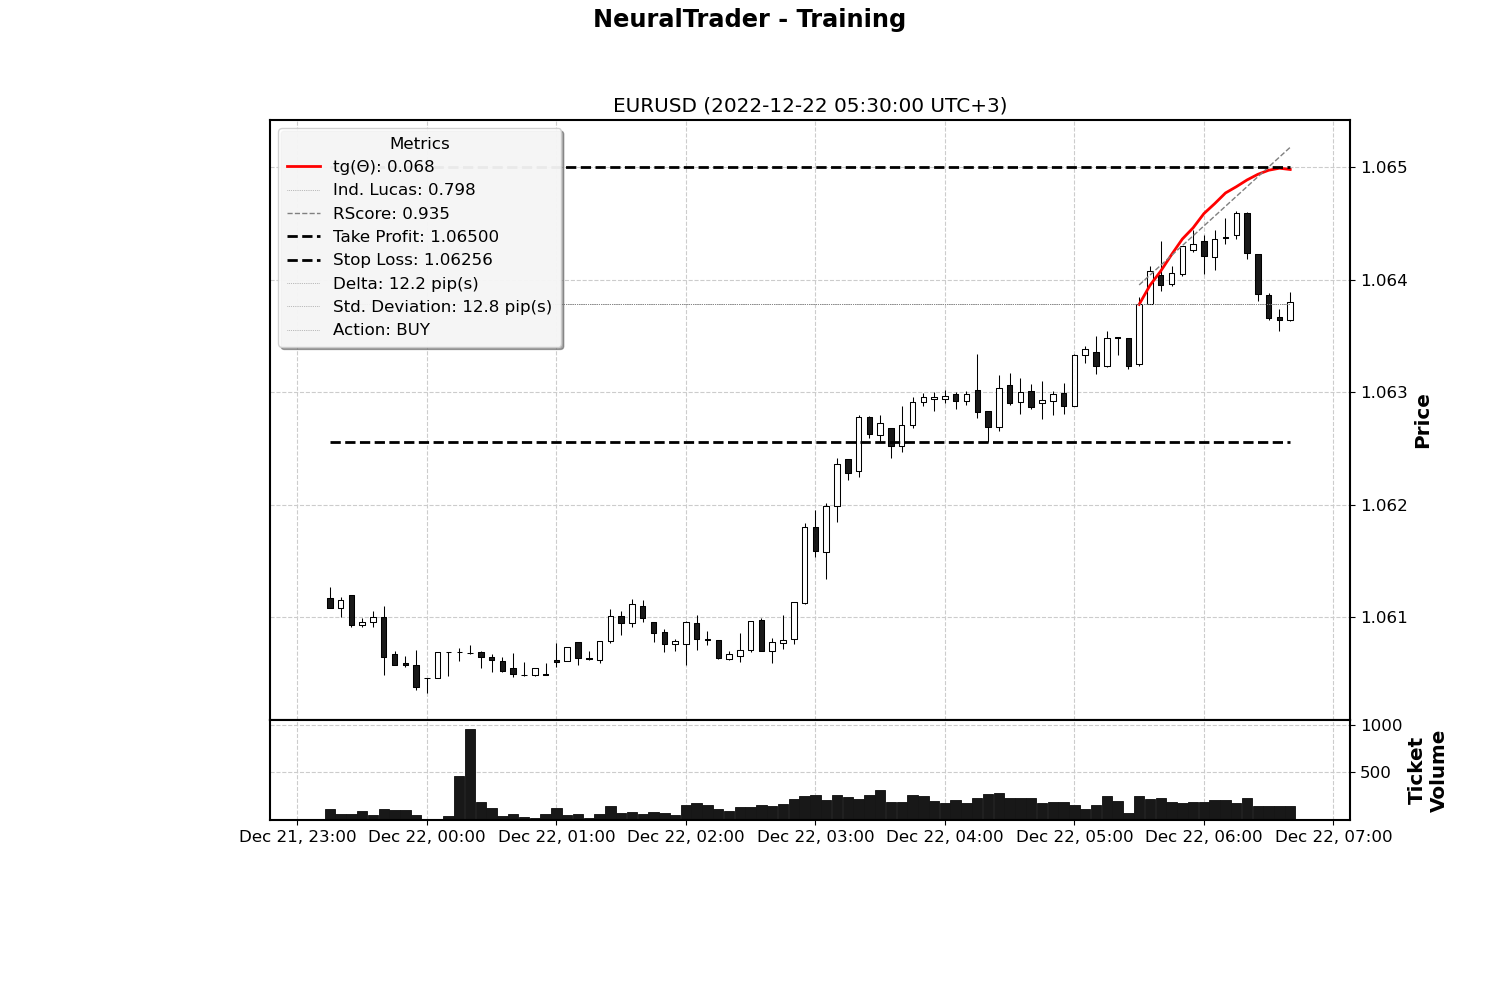 NeuralTrader - Training
EURUSD (2022-12-22 05:30:00 UTC+3)
Metrics
tg(Θ): 0.068
Ind. Lucas: 0.798
RScore: 0.935
Take Profit: 1.06500
Stop Loss: 1.06256
Delta: 12.2 pip(s)
Std. Deviation: 12.8 pip(s)
Action: BUY
1.065
1.064
1.063
1.062
1.061
Price
1000
500
Ticket
Volume
Dec 21, 23:00 Dec 22, 00:00 Dec 22, 01:00 Dec 22, 02:00 Dec 22, 03:00 Dec 22, 04:00 Dec 22, 05:00 Dec 22, 06:00 Dec 22, 07:00